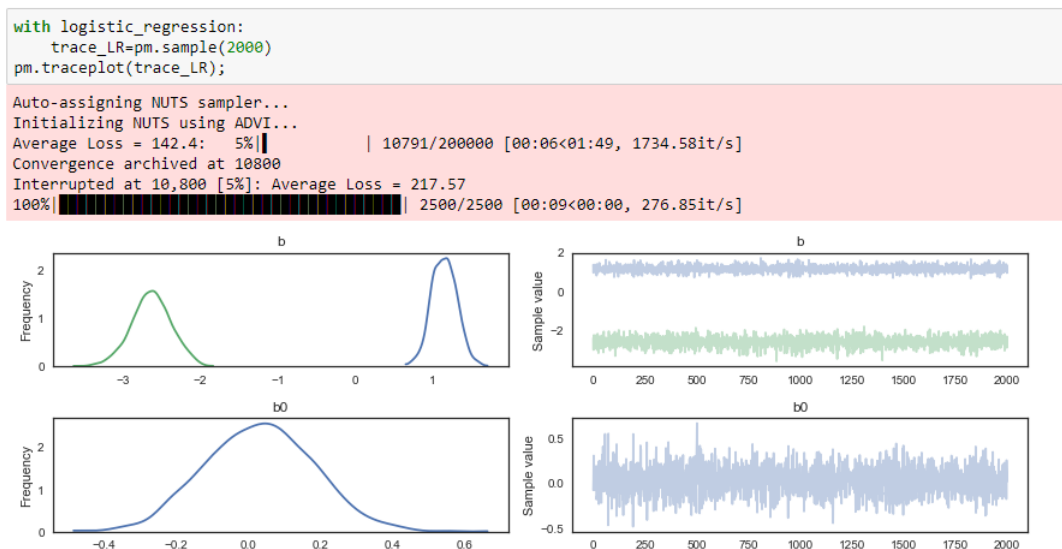 with logistic_regression:
    trace_LR=pm.sample(2000)
pm.traceplot(trace_LR);
Auto-assigning NUTS sampler...
Initializing NUTS using ADVI...
Average Loss = 142.4:   5%|          | 10791/200000 [00:06<01:49, 1734.58it/s]
Convergence archived at 10800
Interrupted at 10,800 [5%]: Average Loss = 217.57
100%|██████████| 2500/2500 [00:09<00:00, 276.85it/s]
b
Frequency
2
1
0
−3 −2 −1 0 1
b
Sample value
2
0
−2
0 250 500 750 1000 1250 1500 1750 2000
b0
Frequency
2
1
0
−0.4 −0.2 0.0 0.2 0.4 0.6
b0
Sample value
0.5
0.0
−0.5
0 250 500 750 1000 1250 1500 1750 2000